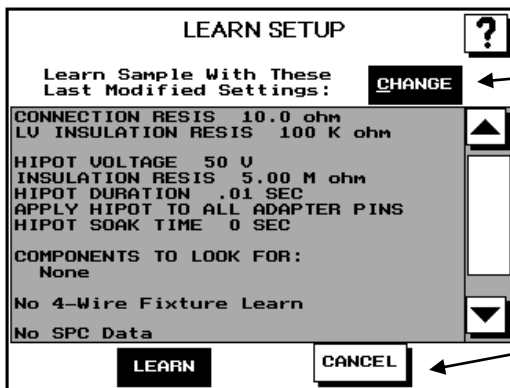 LEARN SETUP
?
Learn Sample With These
Last Modified Settings:
CHANGE
CONNECTION RESIS 10.0 ohm
LV INSULATION RESIS 100 K ohm
HIPOT VOLTAGE 50 V
INSULATION RESIS 5.00 M ohm
HIPOT DURATION .01 SEC
APPLY HIPOT TO ALL ADAPTER PINS
HIPOT SOAK TIME 0 SEC
COMPONENTS TO LOOK FOR:
None
No 4-Wire Fixture Learn
No SPC Data
LEARN
CANCEL